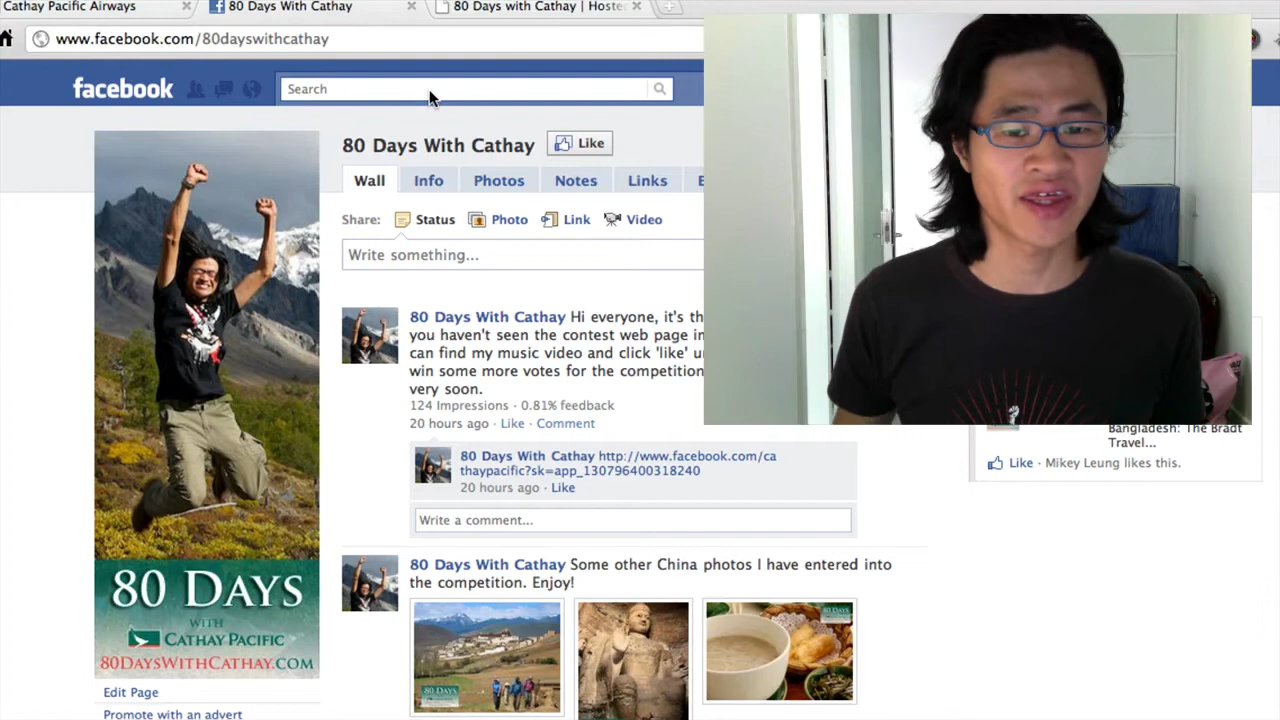 Cathay Pacific Airways
80 Days With Cathay
80 Days with Cathay | Hoste
www.facebook.com/80dayswithcathay
facebook
Search
80 Days With Cathay
Like
Wall
Info
Photos
Notes
Links
Share:
Status
Photo
Link
Video
Write something...
80 Days With Cathay Hi everyone, it's th
you haven't seen the contest web page in
can find my music video and click 'like' u
win some more votes for the competition
very soon.
124 Impressions · 0.81% feedback
20 hours ago · Like · Comment
80 Days With Cathay http://www.facebook.com/ca
thaypacific?sk=app_130796400318240
20 hours ago · Like
Write a comment...
80 Days With Cathay Some other China photos I have entered into
the competition. Enjoy!
80 DAYS
80 DAYS
80 DAYS
WITH
CATHAY PACIFIC
80DAYSWITHCATHAY.COM
Edit Page
Promote with an advert
Bangladesh: The Bradt
Travel...
Like · Mikey Leung likes this.